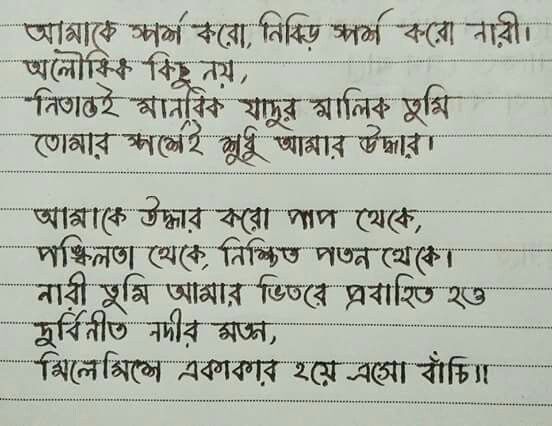 আমাকে স্পর্শ করো, নিবিড় স্পর্শ করো নারী।
অলৌকিক কিছু নয়,
নিতান্তই মানবিক যাদুর মালিক তুমি
তোমার স্পর্শেই শুধু আমার উদ্ধার।
আমাকে উদ্ধার করো পাপ থেকে,
পঙ্কিলতা থেকে, নিশ্চিত পতন থেকে।
নারী তুমি আমার ভিতরে প্রবাহিত হও
দুর্বিনীত নদীর মতন,
মিলেমিশে একাকার হয়ে এসো বাঁচি॥